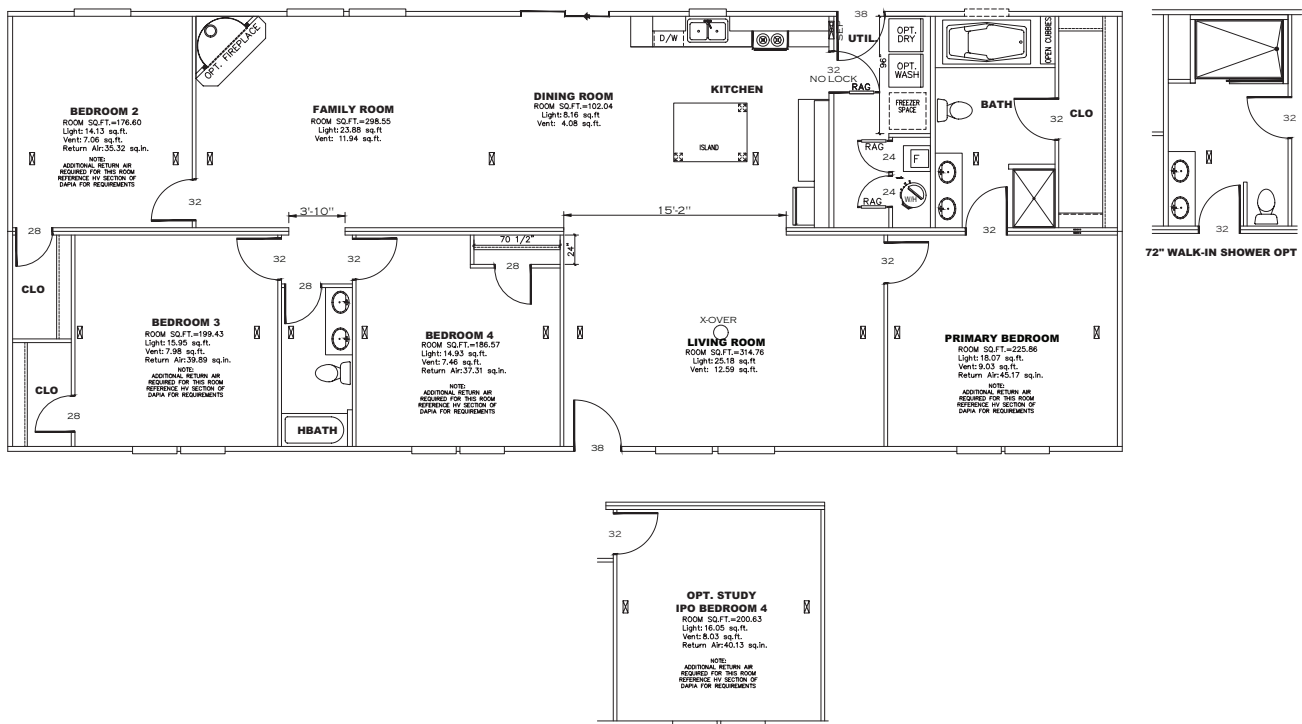 OPT. FIREPLACE
BEDROOM 2
ROOM SQ.FT.=176.60
Light: 14.13 sq.ft.
Vent: 7.06 sq.ft.
Return Air:35.32 sq.in.
NOTE:
ADDITIONAL RETURN AIR
REQUIRED FOR THIS ROOM
REFERENCE HV SECTION OF
DAPIA FOR REQUIREMENTS
32
28
FAMILY ROOM
ROOM SQ.FT.=298.55
Light: 23.88 sq.ft
Vent: 11.94 sq.ft.
3'-10"
DINING ROOM
ROOM SQ.FT.=102.04
Light: 8.16 sq.ft
Vent: 4.08 sq.ft.
15'-2"
D/W
KITCHEN
ISLAND
38
UTIL
32
NO LOCK
RAG
96"
OPT.
DRY
OPT.
WASH
FREEZER
SPACE
RAG
24
F
24
W/H
RAG
BATH
OPEN CUBBIES
32
CLO
32
32
32
72" WALK-IN SHOWER OPT
CLO
CLO
28
BEDROOM 3
ROOM SQ.FT.=199.43
Light: 15.95 sq.ft.
Vent: 7.98 sq.ft.
Return Air:39.89 sq.in.
NOTE:
ADDITIONAL RETURN AIR
REQUIRED FOR THIS ROOM
REFERENCE HV SECTION OF
DAPIA FOR REQUIREMENTS
32
28
HBATH
32
70 1/2"
24"
28
BEDROOM 4
ROOM SQ.FT.=186.57
Light: 14.93 sq.ft.
Vent: 7.46 sq.ft.
Return Air:37.31 sq.in.
NOTE:
ADDITIONAL RETURN AIR
REQUIRED FOR THIS ROOM
REFERENCE HV SECTION OF
DAPIA FOR REQUIREMENTS
38
X-OVER
LIVING ROOM
ROOM SQ.FT.=314.76
Light: 25.18 sq.ft
Vent: 12.59 sq.ft.
32
PRIMARY BEDROOM
ROOM SQ.FT.=225.86
Light: 18.07 sq.ft.
Vent: 9.03 sq.ft.
Return Air:45.17 sq.in.
NOTE:
ADDITIONAL RETURN AIR
REQUIRED FOR THIS ROOM
REFERENCE HV SECTION OF
DAPIA FOR REQUIREMENTS
32
OPT. STUDY
IPO BEDROOM 4
ROOM SQ.FT.=200.63
Light: 16.05 sq.ft.
Vent: 8.03 sq.ft.
Return Air:40.13 sq.in.
NOTE:
ADDITIONAL RETURN AIR
REQUIRED FOR THIS ROOM
REFERENCE HV SECTION OF
DAPIA FOR REQUIREMENTS